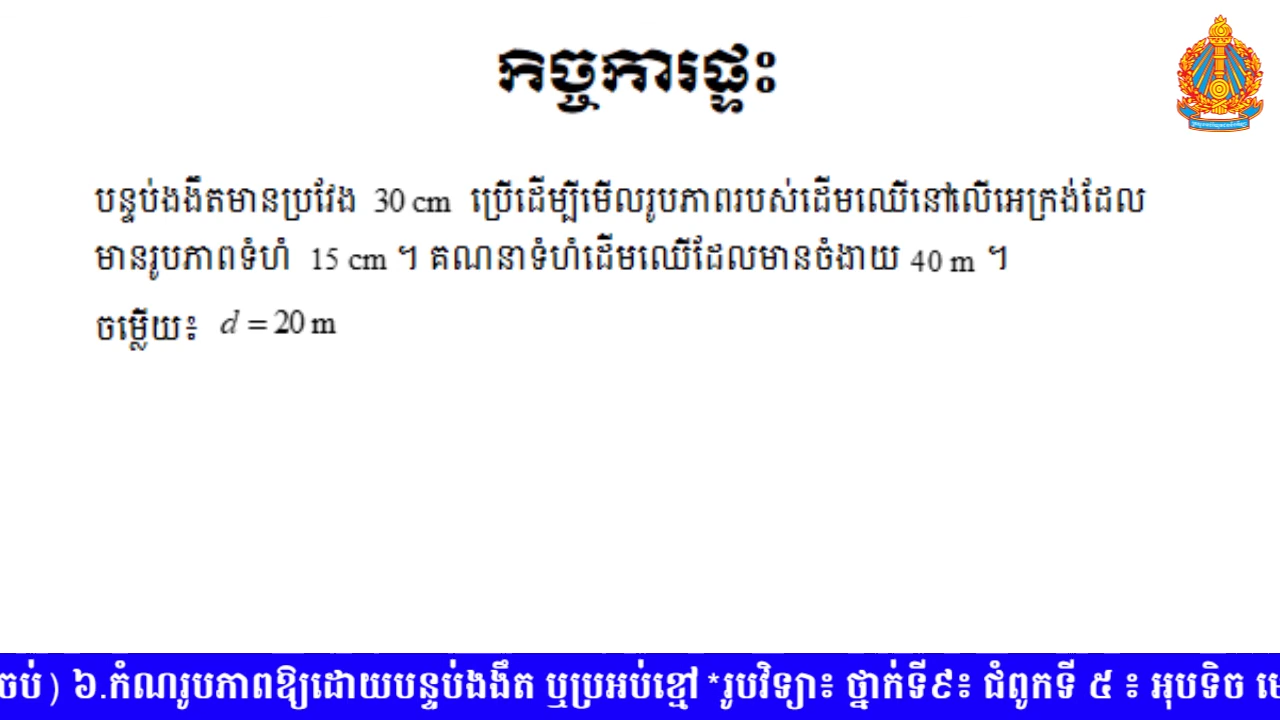 កិច្ចការផ្ទះ
បន្ទប់ងងឹតមានប្រវែង 30 cm ប្រើដើម្បីមើលរូបភាពរបស់ដើមឈើនៅលើអេក្រង់ដែល
មានរូបភាពទំហំ 15 cm ។ គណនាទំហំដើមឈើដែលមានចំងាយ 40 m ។
ចម្លើយ៖ d = 20 m
ចប់ ) ៦.កំណរូបភាពឱ្យដោយបន្ទប់ងងឹត ឬប្រអប់ខ្មៅ *រូបវិទ្យា៖ ថ្នាក់ទី៩៖ ជំពូកទី ៥ ៖ អុបទិច